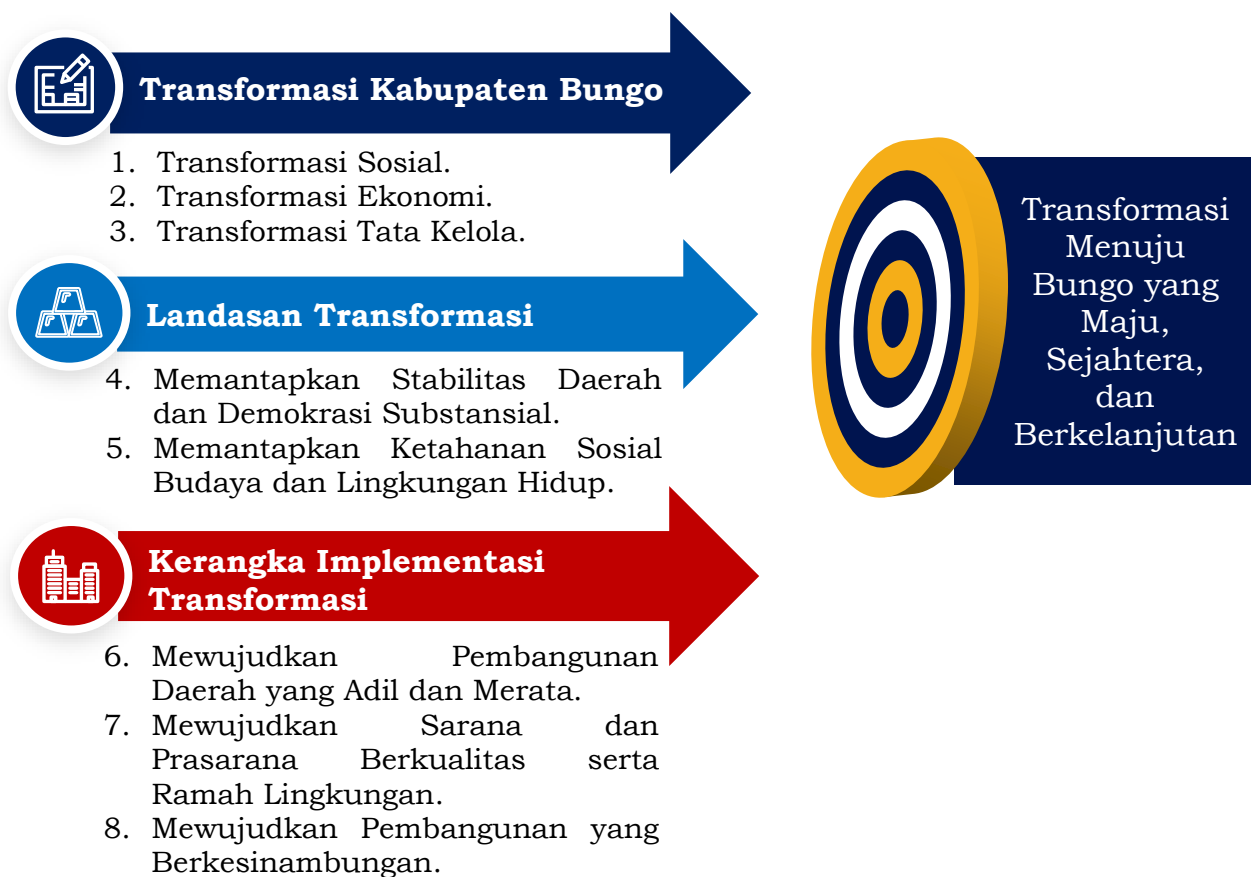 Transformasi Kabupaten Bungo
1. Transformasi Sosial.
2. Transformasi Ekonomi.
3. Transformasi Tata Kelola.
Landasan Transformasi
4. Memantapkan Stabilitas Daerah
dan Demokrasi Substansial.
5. Memantapkan Ketahanan Sosial
Budaya dan Lingkungan Hidup.
Kerangka Implementasi
Transformasi
6. Mewujudkan Pembangunan
Daerah yang Adil dan Merata.
7. Mewujudkan Sarana dan
Prasarana Berkualitas serta
Ramah Lingkungan.
8. Mewujudkan Pembangunan yang
Berkesinambungan.
Transformasi
Menuju
Bungo yang
Maju,
Sejahtera,
dan
Berkelanjutan